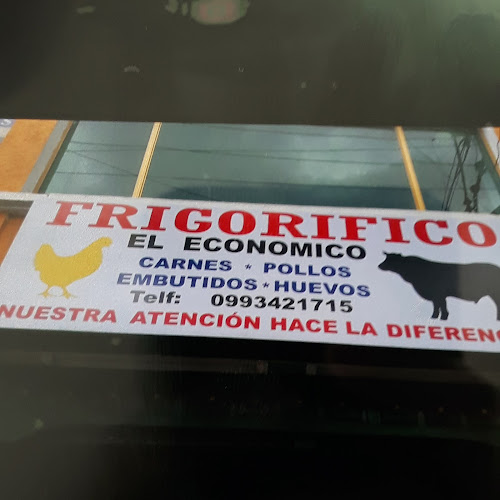 FRIGORIFICO
EL ECONOMICO
CARNES * POLLOS
EMBUTIDOS * HUEVOS
Telf: 0993421715
NUESTRA ATENCIÓN HACE LA DIFERENC